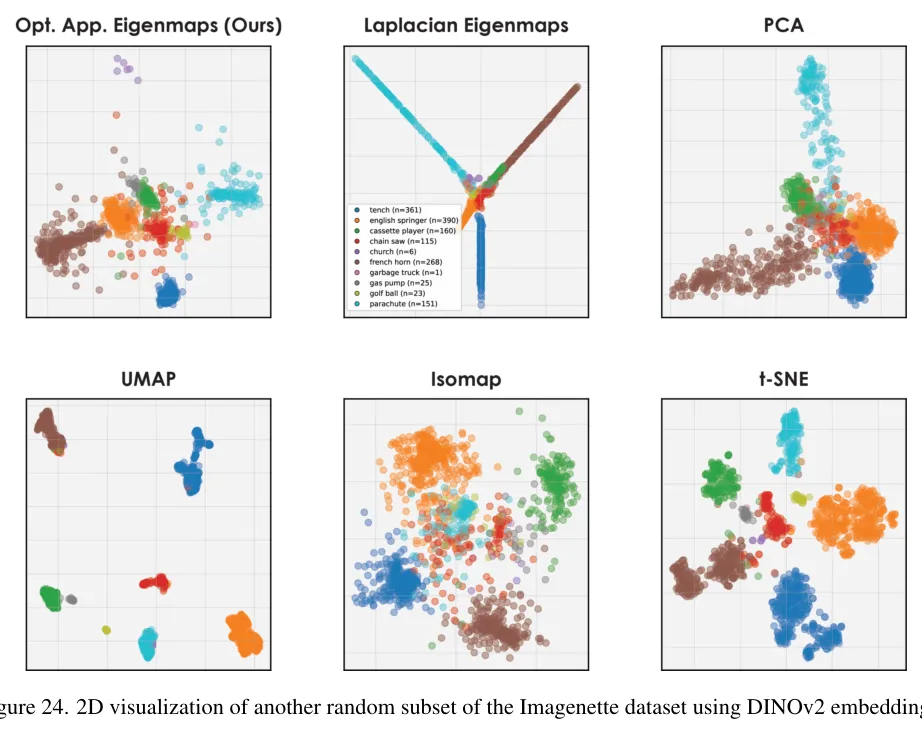 Opt. App. Eigenmaps (Ours)
Laplacian Eigenmaps
PCA
tench (n=361)
english springer (n=390)
cassette player (n=160)
chain saw (n=115)
church (n=6)
french horn (n=268)
garbage truck (n=1)
gas pump (n=25)
golf ball (n=23)
parachute (n=151)
UMAP
Isomap
t-SNE
gure 24. 2D visualization of another random subset of the Imagenette dataset using DINOv2 embedding